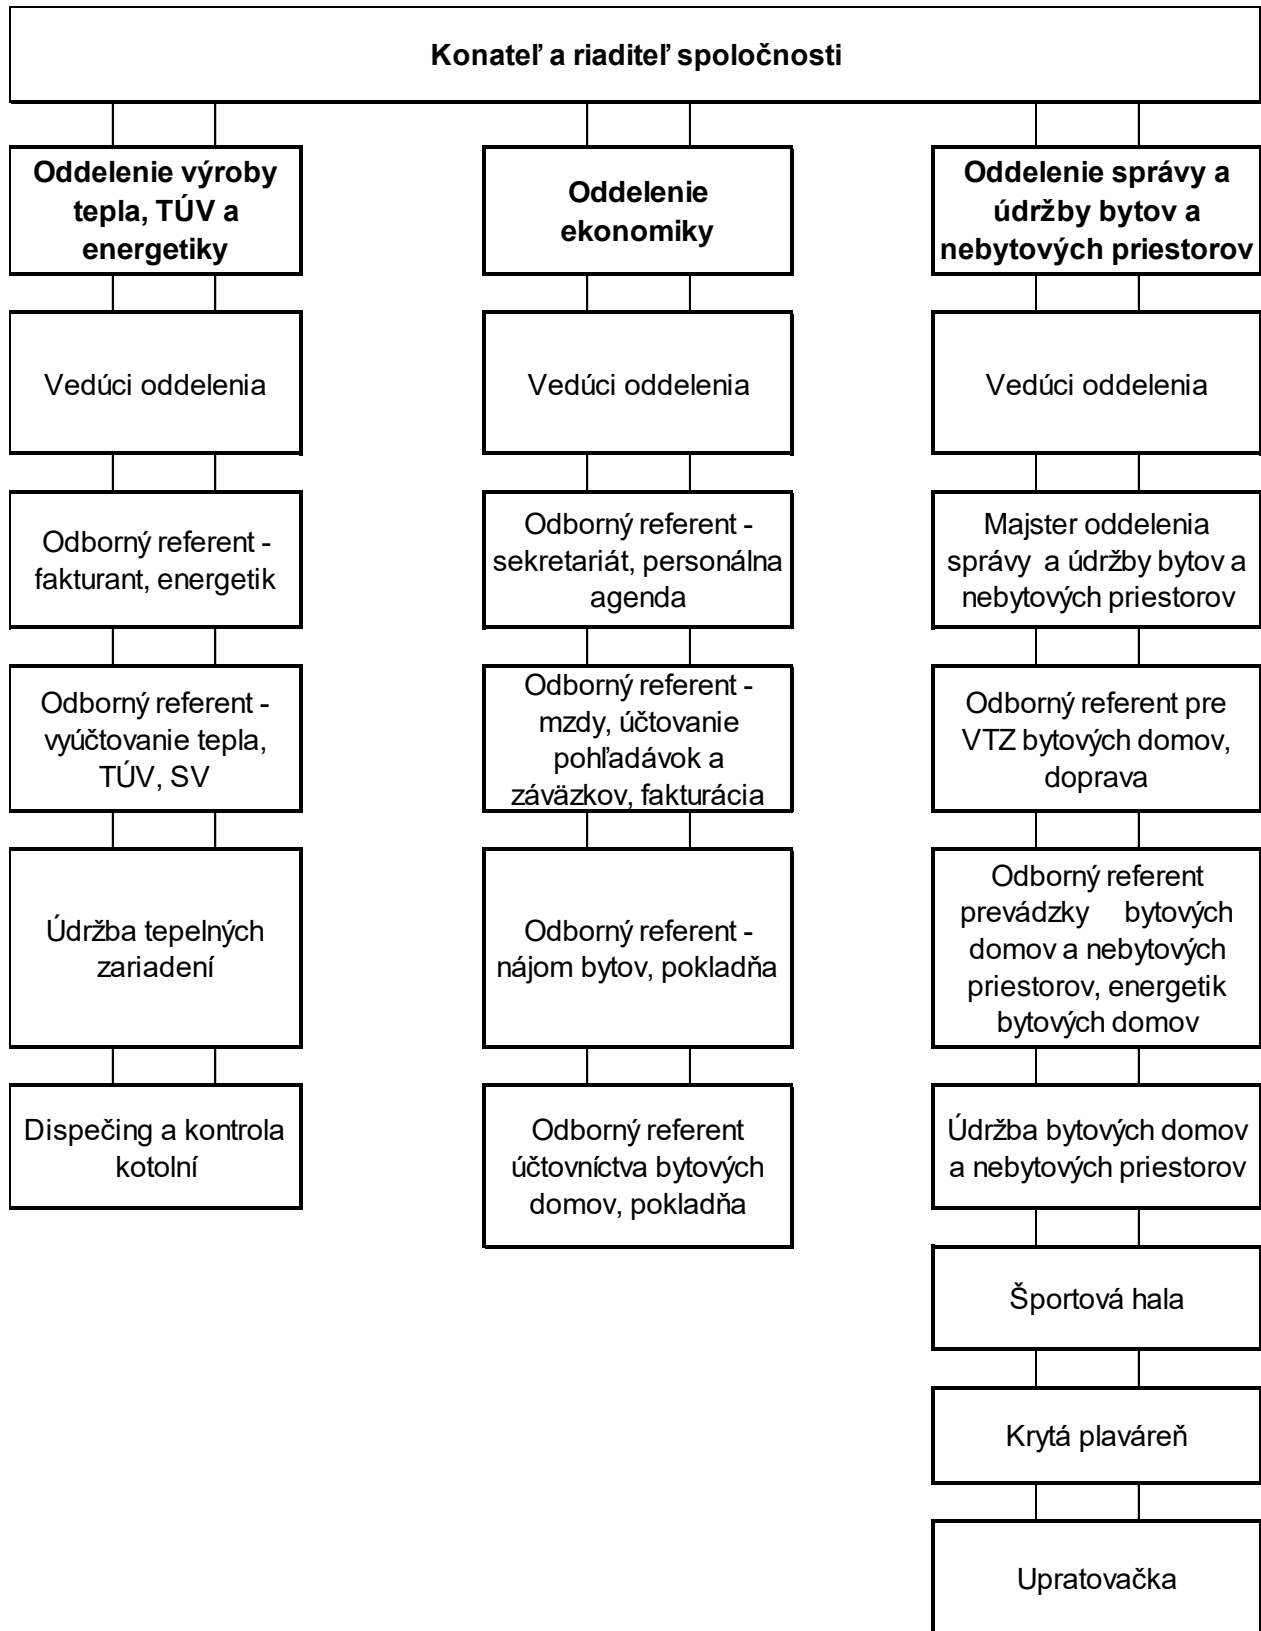 Konateľ a riaditeľ spoločnosti
Oddelenie výroby
tepla, TÚV a
energetiky
Vedúci oddelenia
Odborný referent -
fakturant, energetik
Odborný referent -
vyúčtovanie tepla,
TÚV, SV
Údržba tepelných
zariadení
Dispečing a kontrola
kotolní
Oddelenie
ekonomiky
Vedúci oddelenia
Odborný referent -
sekretariát, personálna
agenda
Odborný referent -
mzdy, účtovanie
pohľadávok a
záväzkov, fakturácia
Odborný referent -
nájom bytov, pokladňa
Odborný referent
účtovníctva bytových
domov, pokladňa
Oddelenie správy a
údržby bytov a
nebytových priestorov
Vedúci oddelenia
Majster oddelenia
správy a údržby bytov a
nebytových priestorov
Odborný referent pre
VTZ bytových domov,
doprava
Odborný referent
prevádzky bytových
domov a nebytových
priestorov, energetik
bytových domov
Údržba bytových domov
a nebytových priestorov
Športová hala
Krytá plaváreň
Upratovačka